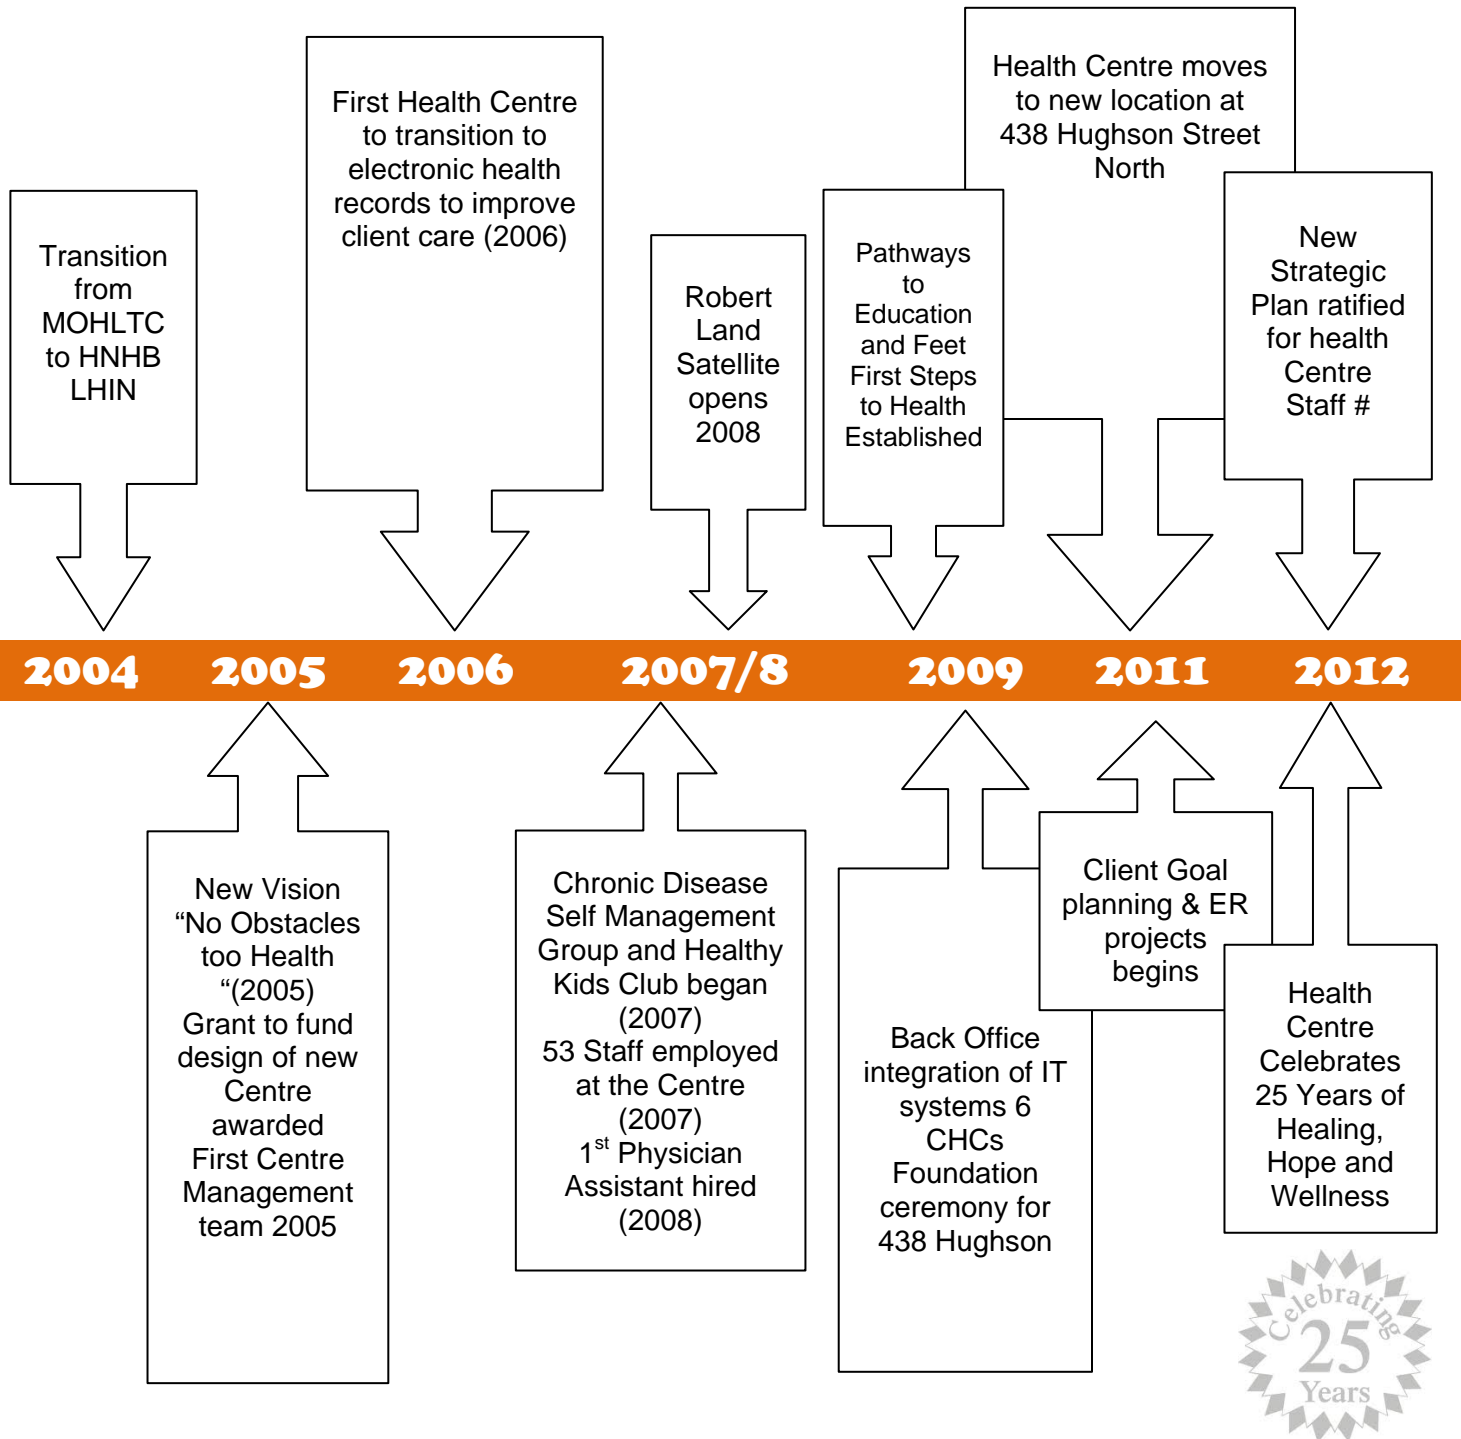 Transition
from
MOHLTC
to HNHB
LHIN
First Health Centre
to transition to
electronic health
records to improve
client care (2006)
Robert
Land
Satellite
opens
2008
Pathways
to
Education
and Feet
First Steps
to Health
Established
Health Centre moves
to new location at
438 Hughson Street
North
New
Strategic
Plan ratified
for health
Centre
Staff #
2004 2005 2006 2007/8 2009 2011 2012
New Vision
“No Obstacles
too Health
“(2005)
Grant to fund
design of new
Centre
awarded
First Centre
Management
team 2005
Chronic Disease
Self Management
Group and Healthy
Kids Club began
(2007)
53 Staff employed
at the Centre
(2007)
1st Physician
Assistant hired
(2008)
Back Office
integration of IT
systems 6
CHCs
Foundation
ceremony for
438 Hughson
Client Goal
planning & ER
projects
begins
Health
Centre
Celebrates
25 Years of
Healing,
Hope and
Wellness
Celebrating
25
Years